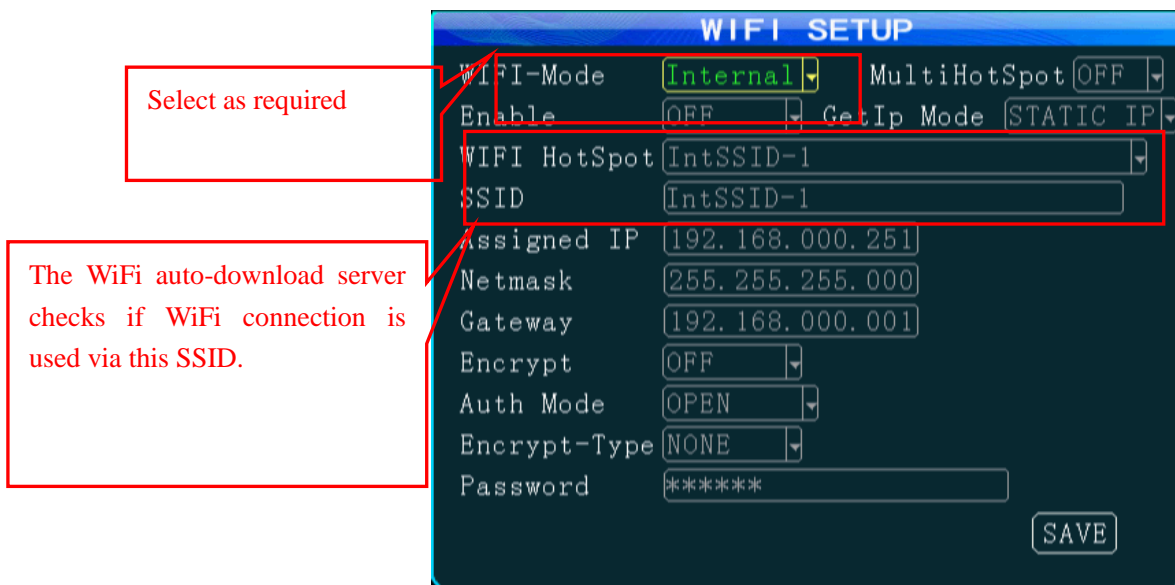 WIFI SETUP
Select as required
WIFI-Mode Internal MultiHotSpot OFF
Enable OFF GetIp Mode STATIC IP
WIFI HotSpot IntSSID-1
SSID IntSSID-1
The WiFi auto-download server
checks if WiFi connection is
used via this SSID.
Assigned IP 192.168.000.251
Netmask 255.255.255.000
Gateway 192.168.000.001
Encrypt OFF
Auth Mode OPEN
Encrypt-Type NONE
Password ******
SAVE